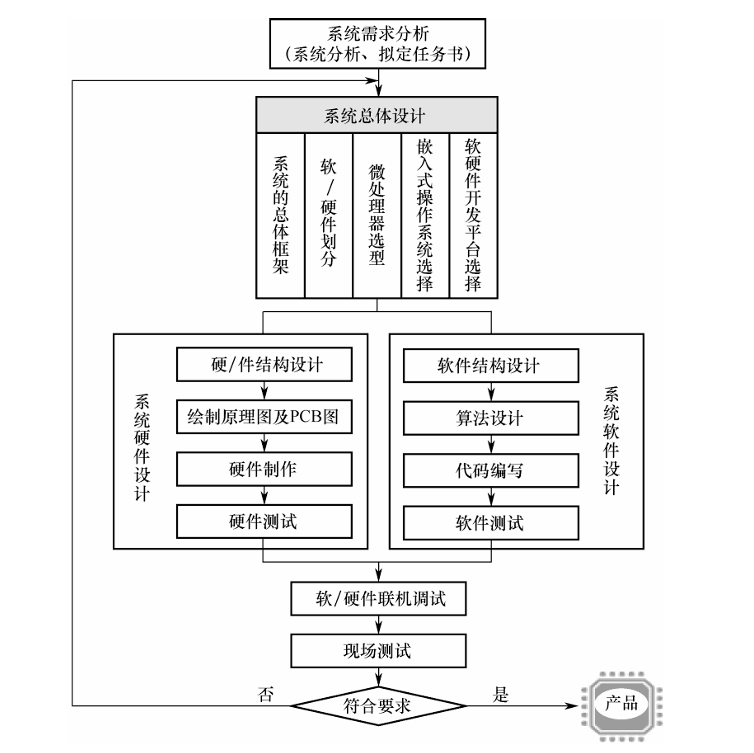 系统需求分析
（系统分析、拟定任务书）
系统总体设计
系统的总体框架
软/硬件划分
微处理器选型
嵌入式操作系统选择
软硬件开发平台选择
系统硬件设计
硬/件结构设计
绘制原理图及PCB图
硬件制作
硬件测试
软件结构设计
算法设计
代码编写
软件测试
系统软件设计
软/硬件联机调试
现场测试
否
符合要求
是
产品